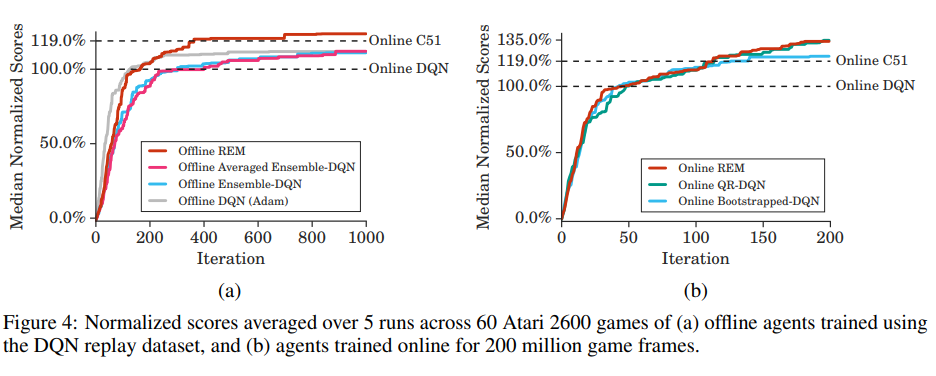 Median Normalized Scores
119.0%
100.0%
50.0%
0.0%
Online C51
Online DQN
Offline REM
Offline Averaged Ensemble-DQN
Offline Ensemble-DQN
Offline DQN (Adam)
0 200 400 600 800 1000
Iteration
(a)
Median Normalized Scores
135.0%
119.0%
100.0%
50.0%
0.0%
Online C51
Online DQN
Online REM
Online QR-DQN
Online Bootstrapped-DQN
0 50 100 150 200
Iteration
(b)
Figure 4: Normalized scores averaged over 5 runs across 60 Atari 2600 games of (a) offline agents trained using
the DQN replay dataset, and (b) agents trained online for 200 million game frames.